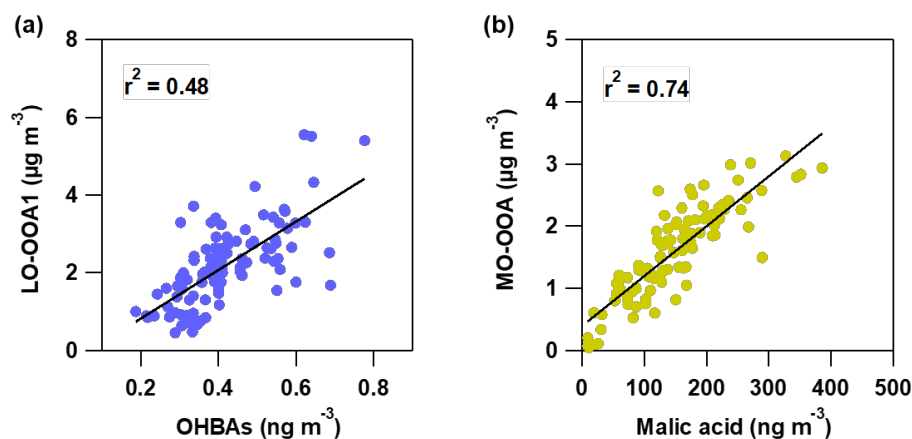 (a)
8
6
4
2
0
LO-OOA1 (µg m⁻³)
r² = 0.48
0.2 0.4 0.6 0.8
OHBAs (ng m⁻³)
(b)
5
4
3
2
1
0
MO-OOA (µg m⁻³)
r² = 0.74
0 100 200 300 400 500
Malic acid (ng m⁻³)